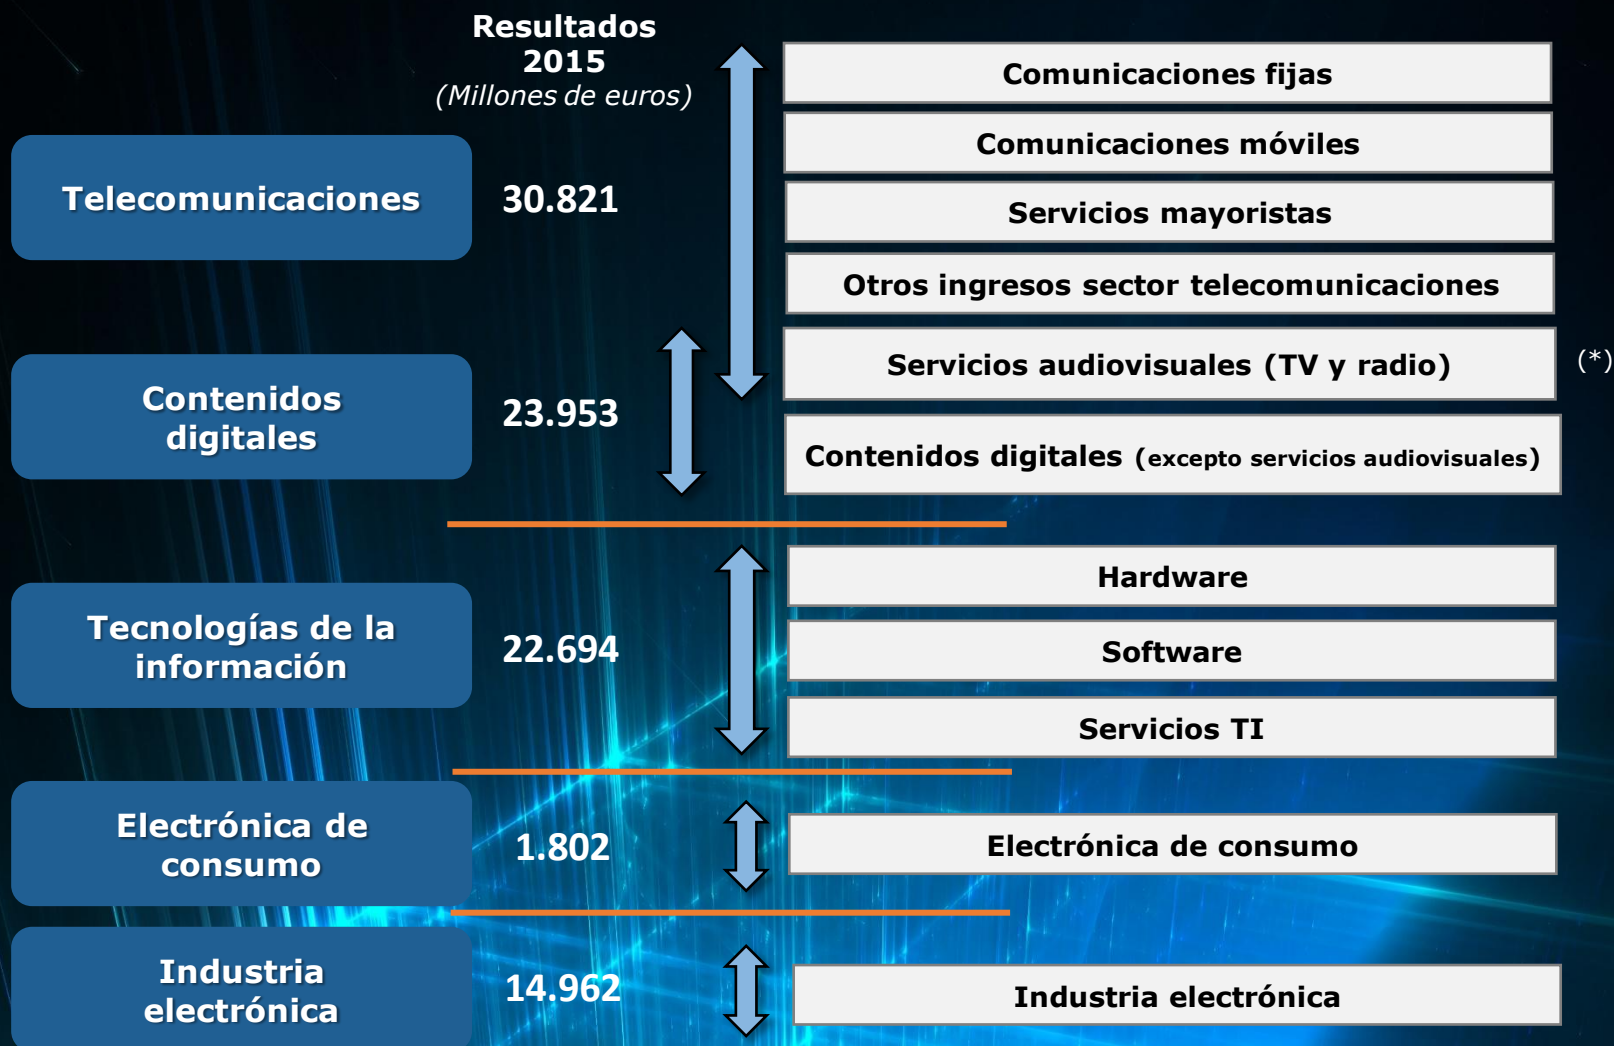 Resultados
2015
(Millones de euros)
Comunicaciones fijas
Comunicaciones móviles
Telecomunicaciones
30.821
Servicios mayoristas
Otros ingresos sector telecomunicaciones
Servicios audiovisuales (TV y radio)
(*)
Contenidos
digitales
23.953
Contenidos digitales (excepto servicios audiovisuales)
Hardware
Tecnologías de la
información
22.694
Software
Servicios TI
Electrónica de
consumo
1.802
Electrónica de consumo
Industria
electrónica
14.962
Industria electrónica